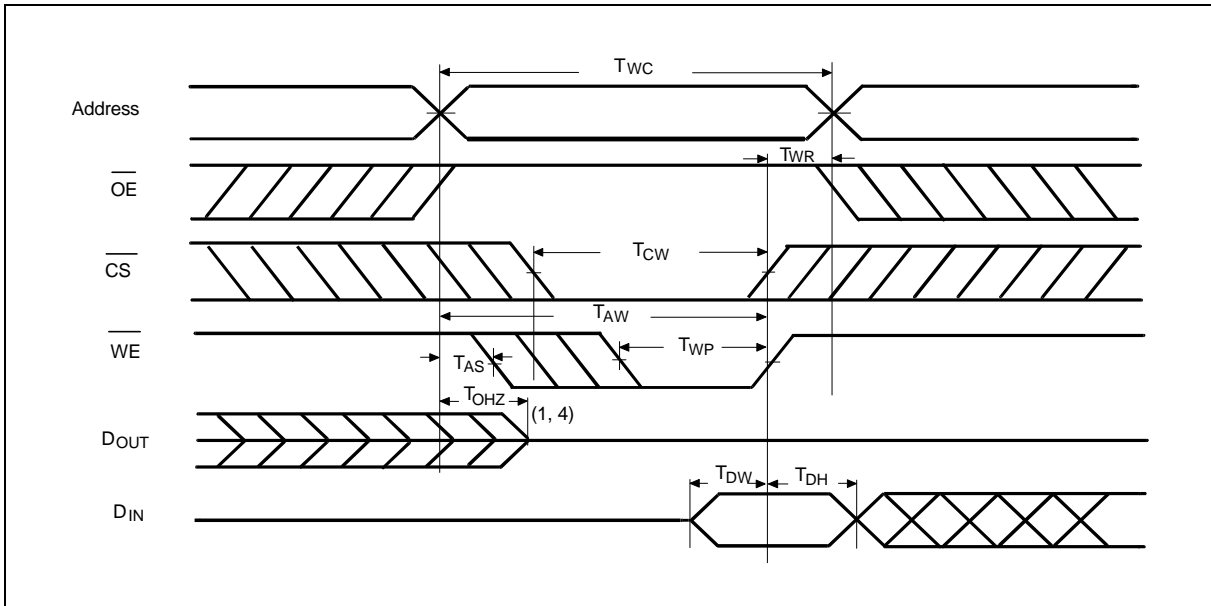 TWC
Address
TWR
OE
TCW
CS
TAW
WE
TWP
TAS
TOHZ
(1, 4)
DOUT
TDW
TDH
DIN